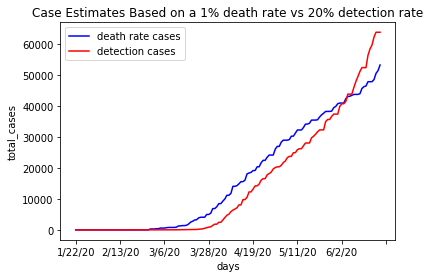 Case Estimates Based on a 1% death rate vs 20% detection rate
death rate cases
detection cases
total_cases
60000
50000
40000
30000
20000
10000
0
1/22/20 2/13/20 3/6/20 3/28/20 4/19/20 5/11/20 6/2/20
days